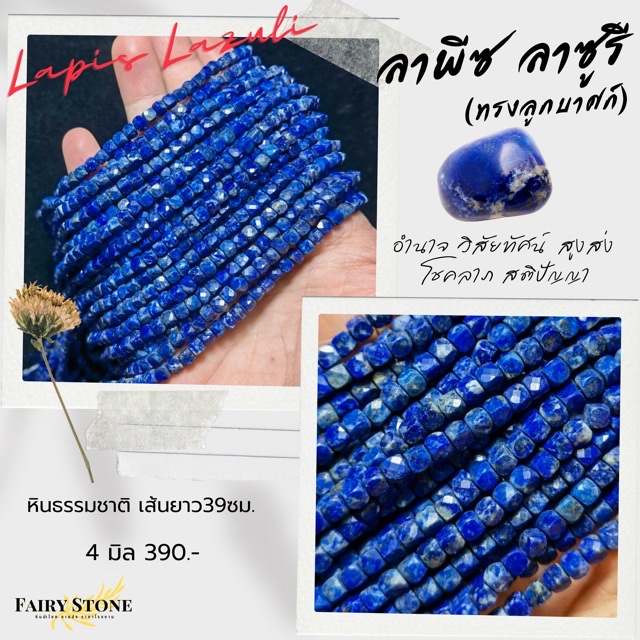 Lapis Lazuli
ลาพีซ ลาซูรี
(ทรงลูกบาศก์)
อำนาจ วิสัยทัศน์ สูงส่ง
โชคลาภ สติปัญญา
หินธรรมชาติ เส้นยาว39ซม.
4 มิล 390.-
FAIRY STONE